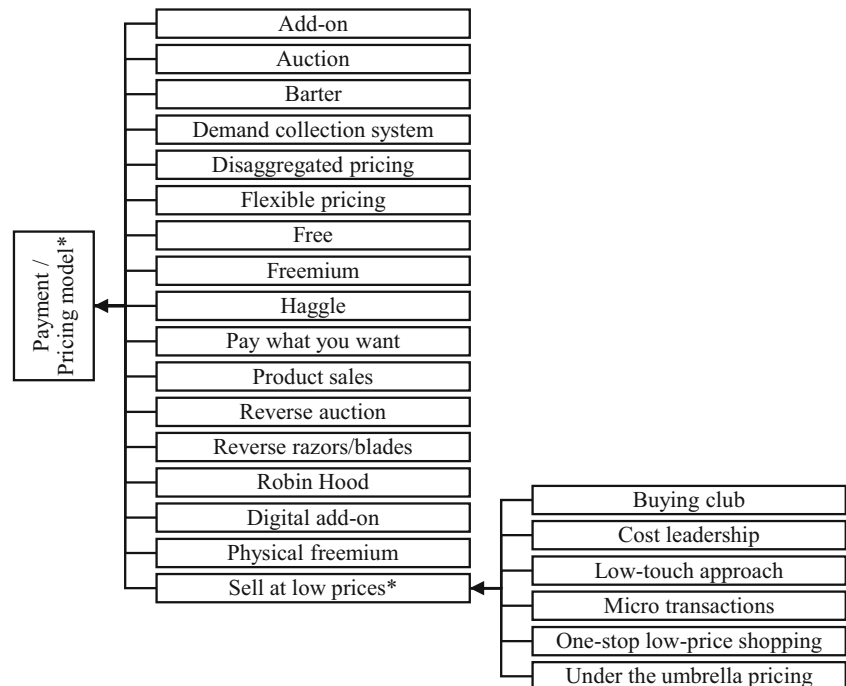 Payment /
Pricing model*
Add-on
Auction
Barter
Demand collection system
Disaggregated pricing
Flexible pricing
Free
Freemium
Haggle
Pay what you want
Product sales
Reverse auction
Reverse razors/blades
Robin Hood
Digital add-on
Physical freemium
Sell at low prices*
Buying club
Cost leadership
Low-touch approach
Micro transactions
One-stop low-price shopping
Under the umbrella pricing